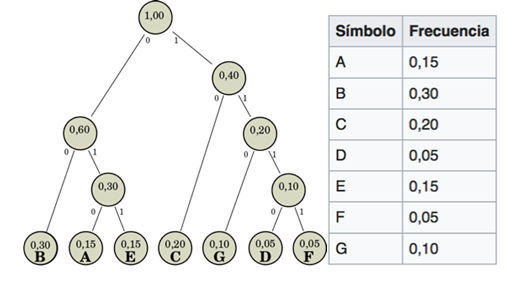 1,00
0 1
0,40
0 1
0,60
0,20
0 1
0 1
0,30
0,10
0 1
0 1
0,30 0,15 0,15 0,20 0,10 0,05 0,05
B A E C G D F
Símbolo Frecuencia
A 0,15
B 0,30
C 0,20
D 0,05
E 0,15
F 0,05
G 0,10